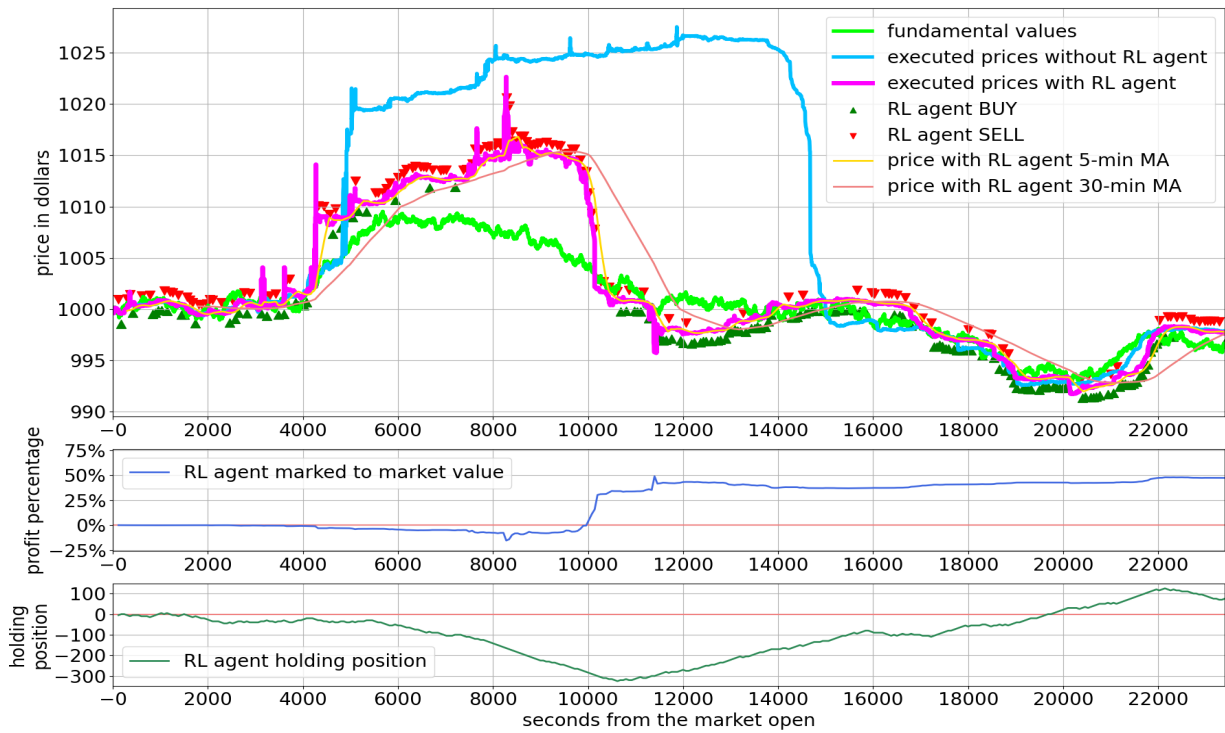 fundamental values
executed prices without RL agent
executed prices with RL agent
RL agent BUY
RL agent SELL
price with RL agent 5-min MA
price with RL agent 30-min MA
price in dollars
1025
1020
1015
1010
1005
1000
995
990
−0 2000 4000 6000 8000 10000 12000 14000 16000 18000 20000 22000
profit percentage
75%
50%
25%
0%
−25%
RL agent marked to market value
−0 2000 4000 6000 8000 10000 12000 14000 16000 18000 20000 22000
holding
position
100
0
−100
−200
−300
RL agent holding position
−0 2000 4000 6000 8000 10000 12000 14000 16000 18000 20000 22000
seconds from the market open